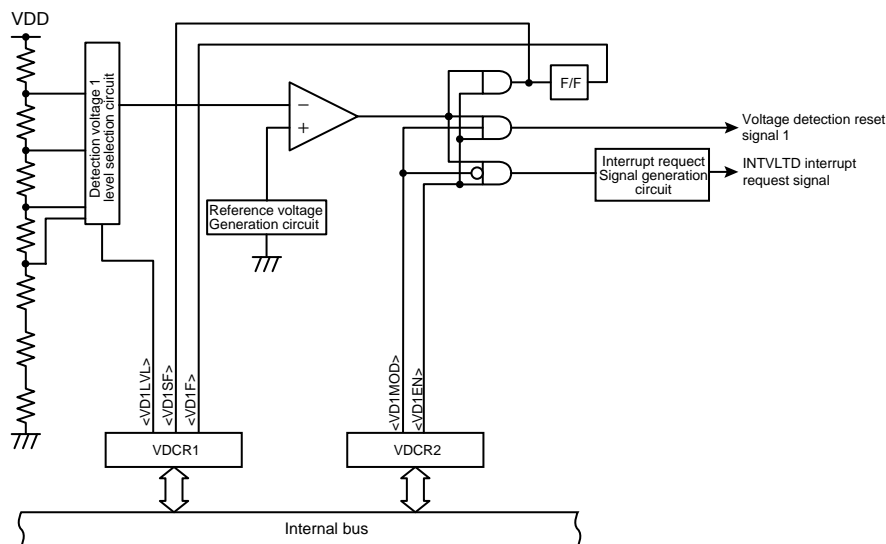 VDD
Detection voltage 1
level selection circuit
−
+
F/F
Voltage detection reset
signal 1
Interrupt requect
Signal generation
circuit
INTVLTD interrupt
request signal
Reference voltage
Generation circuit
<VD1LVL>
<VD1SF>
<VD1F>
<VD1MOD>
<VD1EN>
VDCR1
VDCR2
Internal bus